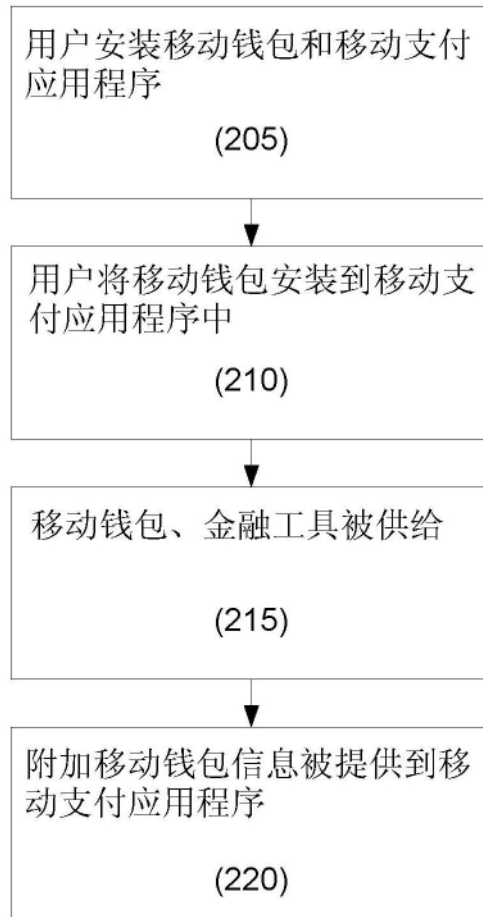 用户安装移动钱包和移动支付
应用程序
(205)
用户将移动钱包安装到移动支
付应用程序中
(210)
移动钱包、金融工具被供给
(215)
附加移动钱包信息被提供到移
动支付应用程序
(220)